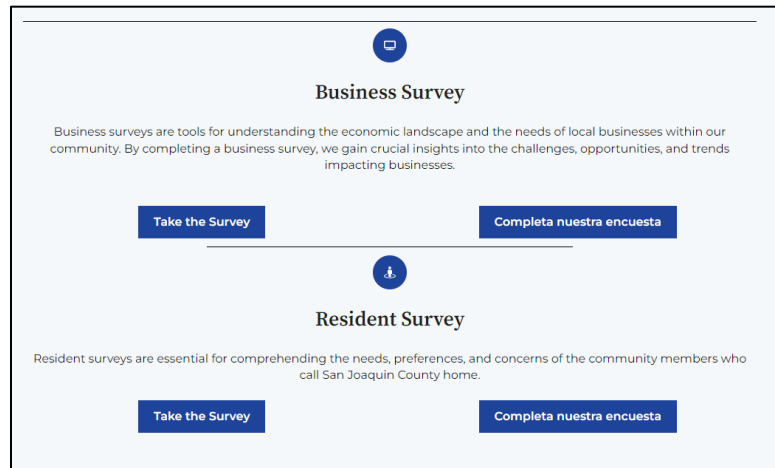 Business Survey
Business surveys are tools for understanding the economic landscape and the needs of local businesses within our
community. By completing a business survey, we gain crucial insights into the challenges, opportunities, and trends
impacting businesses.
Take the Survey
Completa nuestra encuesta
Resident Survey
Resident surveys are essential for comprehending the needs, preferences, and concerns of the community members who
call San Joaquin County home.
Take the Survey
Completa nuestra encuesta